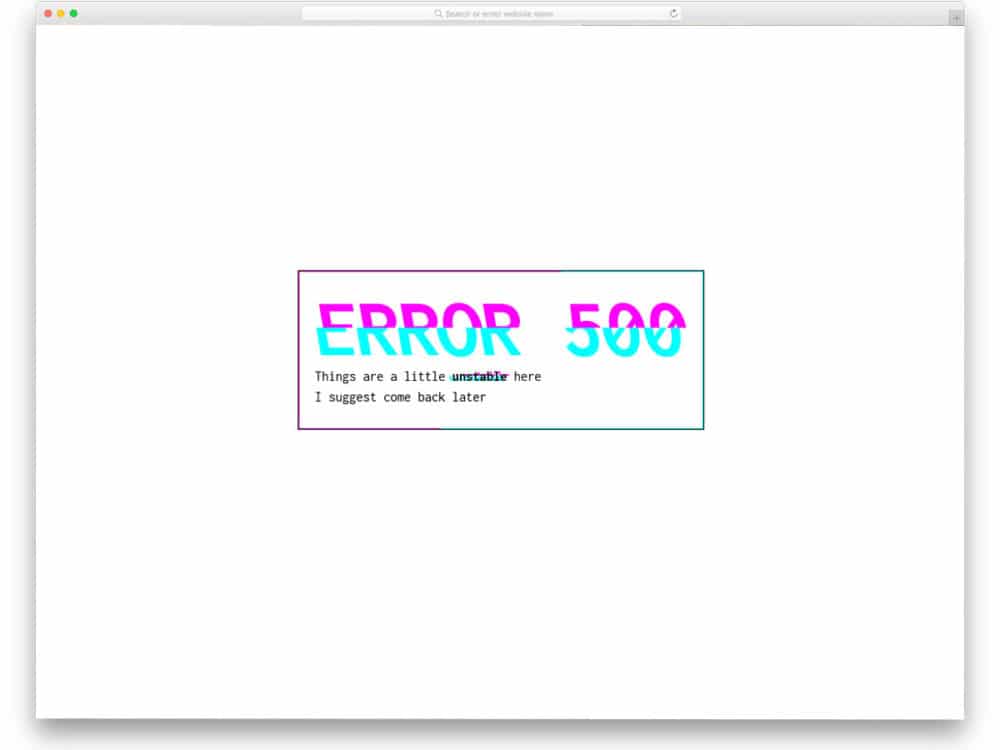 Search or enter website name
ERROR 500
Things are a little unstable here
I suggest come back later